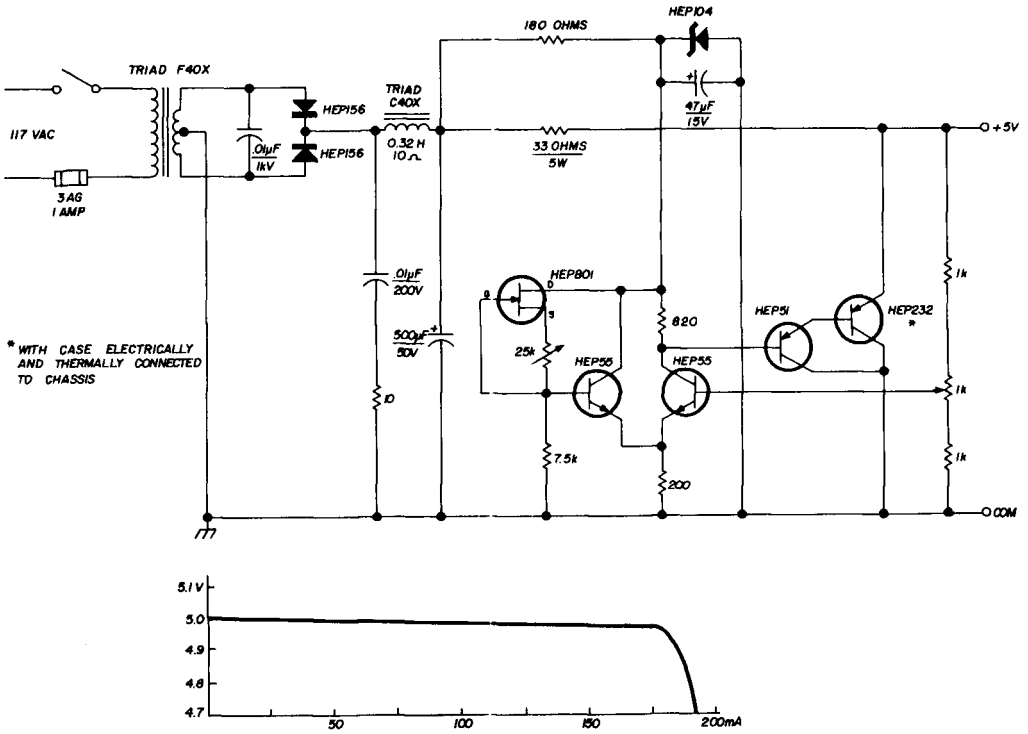 180 OHMS
HEP104
TRIAD F40X
117 VAC
3AG
1 AMP
.01µF
1kV
HEP156
HEP156
TRIAD
C40X
0.32 H
10 Ω
47µF
15V
+
33 OHMS
5W
+5V
.01µF
200V
500µF
50V
+
10
HEP801
G
D
S
25k
7.5k
HEP55
HEP55
820
200
HEP51
HEP232
*
1k
1k
1k
COM
* WITH CASE ELECTRICALLY
AND THERMALLY CONNECTED
TO CHASSIS
5.1 V
5.0
4.9
4.8
4.7
50
100
150
200mA